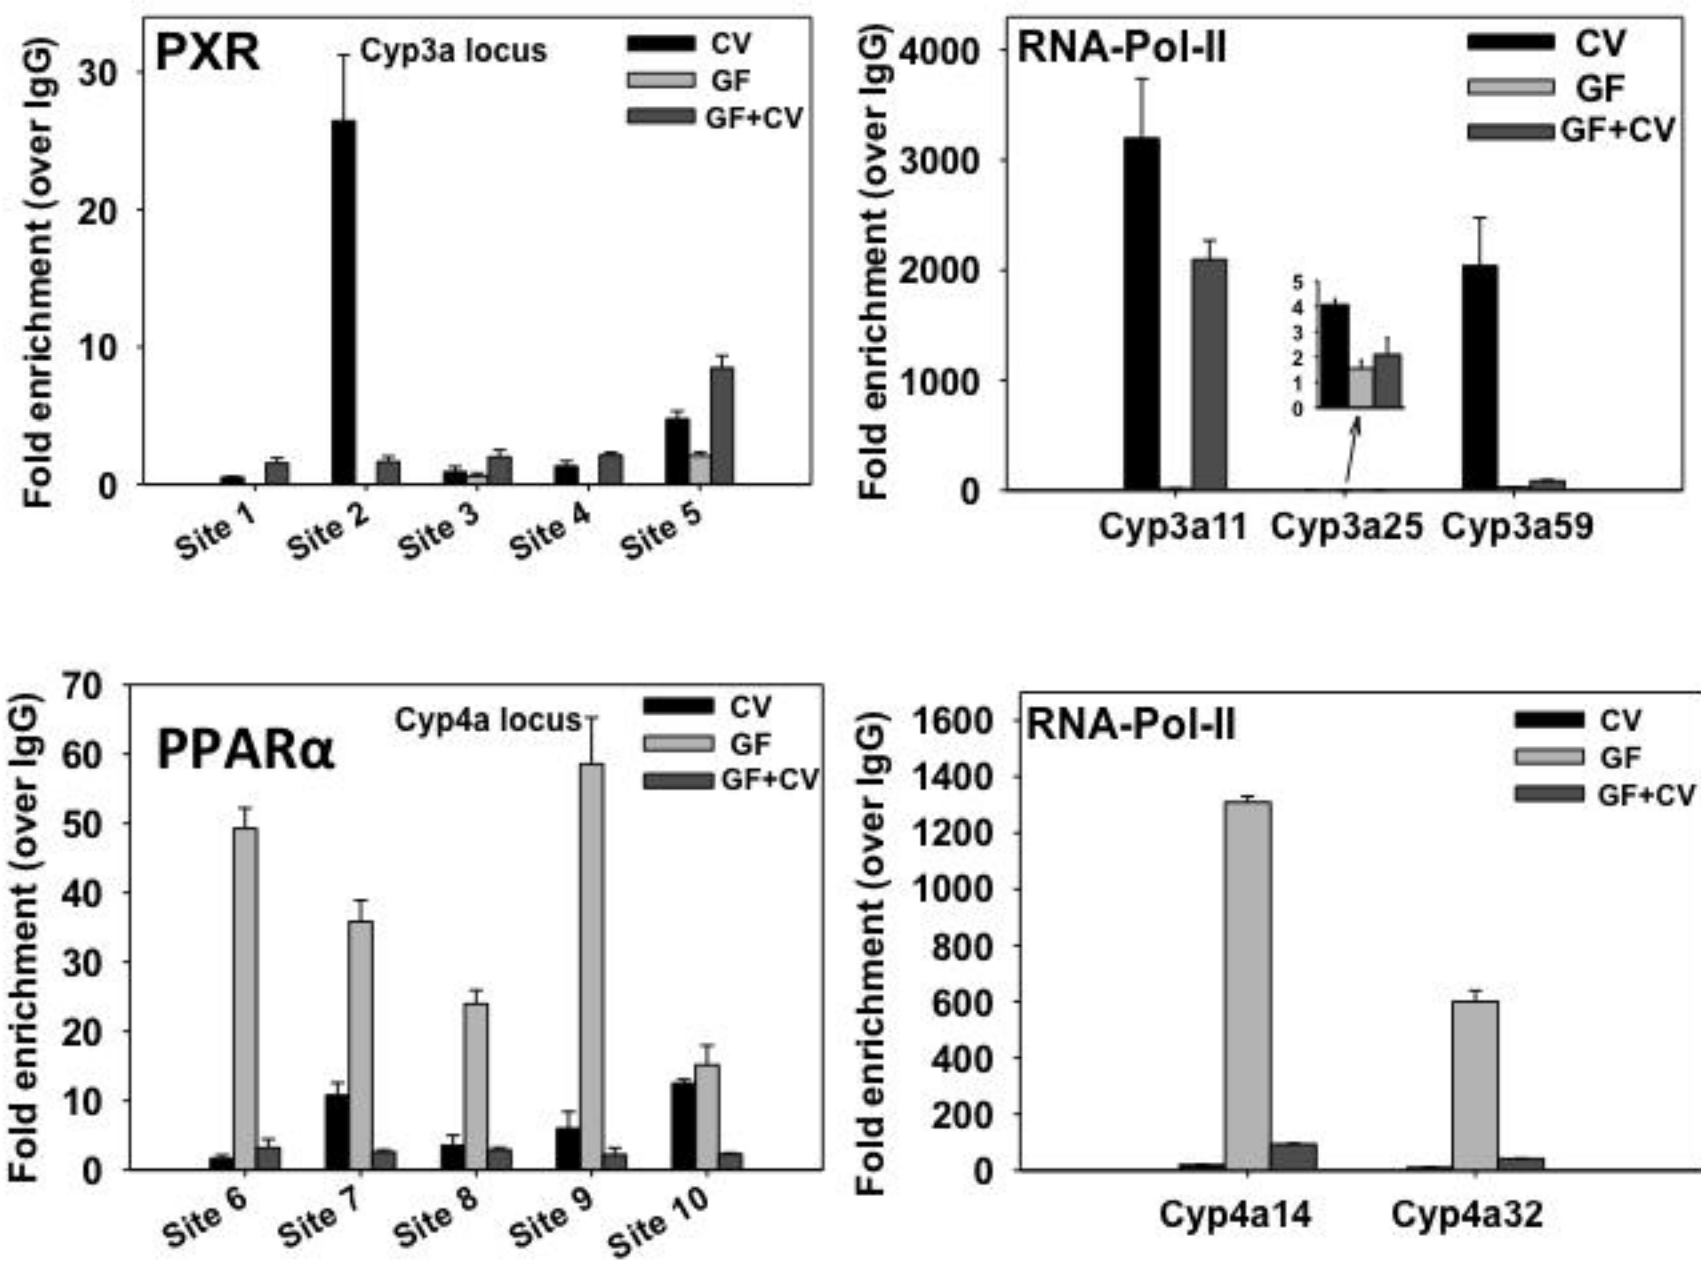 PXR
Cyp3a locus
CV
GF
GF+CV
Fold enrichment (over IgG)
30
20
10
0
Site 1
Site 2
Site 3
Site 4
Site 5
RNA-Pol-II
CV
GF
GF+CV
Fold enrichment (over IgG)
4000
3000
2000
1000
0
5
4
3
2
1
0
Cyp3a11
Cyp3a25
Cyp3a59
PPARα
Cyp4a locus
CV
GF
GF+CV
Fold enrichment (over IgG)
70
60
50
40
30
20
10
0
Site 6
Site 7
Site 8
Site 9
Site 10
RNA-Pol-II
CV
GF
GF+CV
Fold enrichment (over IgG)
1600
1400
1200
1000
800
600
400
200
0
Cyp4a14
Cyp4a32